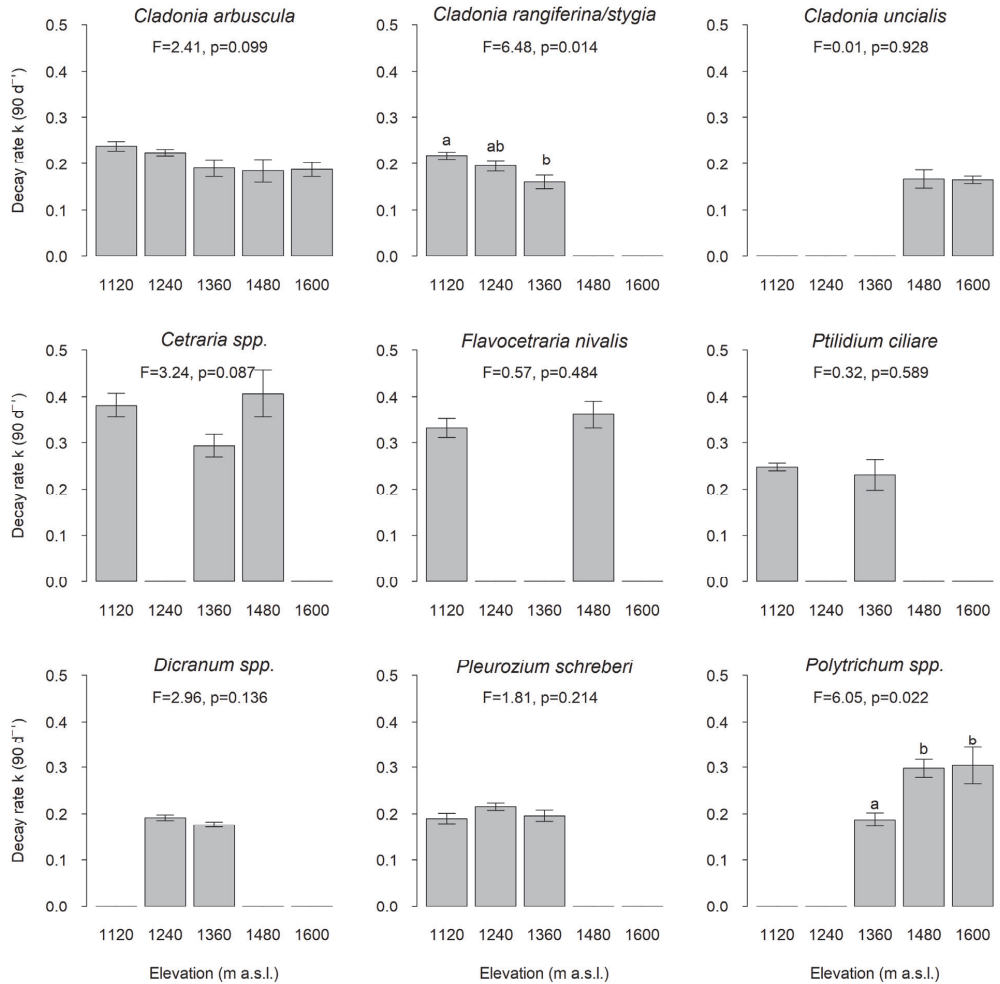 Cladonia arbuscula
F=2.41, p=0.099
Decay rate k (90 d⁻¹)
0.5
0.4
0.3
0.2
0.1
0.0
1120 1240 1360 1480 1600
Cladonia rangiferina/stygia
F=6.48, p=0.014
0.5
0.4
0.3
0.2
0.1
0.0
a ab b
1120 1240 1360 1480 1600
Cladonia uncialis
F=0.01, p=0.928
0.5
0.4
0.3
0.2
0.1
0.0
1120 1240 1360 1480 1600
Cetraria spp.
F=3.24, p=0.087
Decay rate k (90 d⁻¹)
0.5
0.4
0.3
0.2
0.1
0.0
1120 1240 1360 1480 1600
Flavocetraria nivalis
F=0.57, p=0.484
0.5
0.4
0.3
0.2
0.1
0.0
1120 1240 1360 1480 1600
Ptilidium ciliare
F=0.32, p=0.589
0.5
0.4
0.3
0.2
0.1
0.0
1120 1240 1360 1480 1600
Dicranum spp.
F=2.96, p=0.136
Decay rate k (90 d⁻¹)
0.5
0.4
0.3
0.2
0.1
0.0
1120 1240 1360 1480 1600
Elevation (m a.s.l.)
Pleurozium schreberi
F=1.81, p=0.214
0.5
0.4
0.3
0.2
0.1
0.0
1120 1240 1360 1480 1600
Elevation (m a.s.l.)
Polytrichum spp.
F=6.05, p=0.022
0.5
0.4
0.3
0.2
0.1
0.0
a b b
1120 1240 1360 1480 1600
Elevation (m a.s.l.)